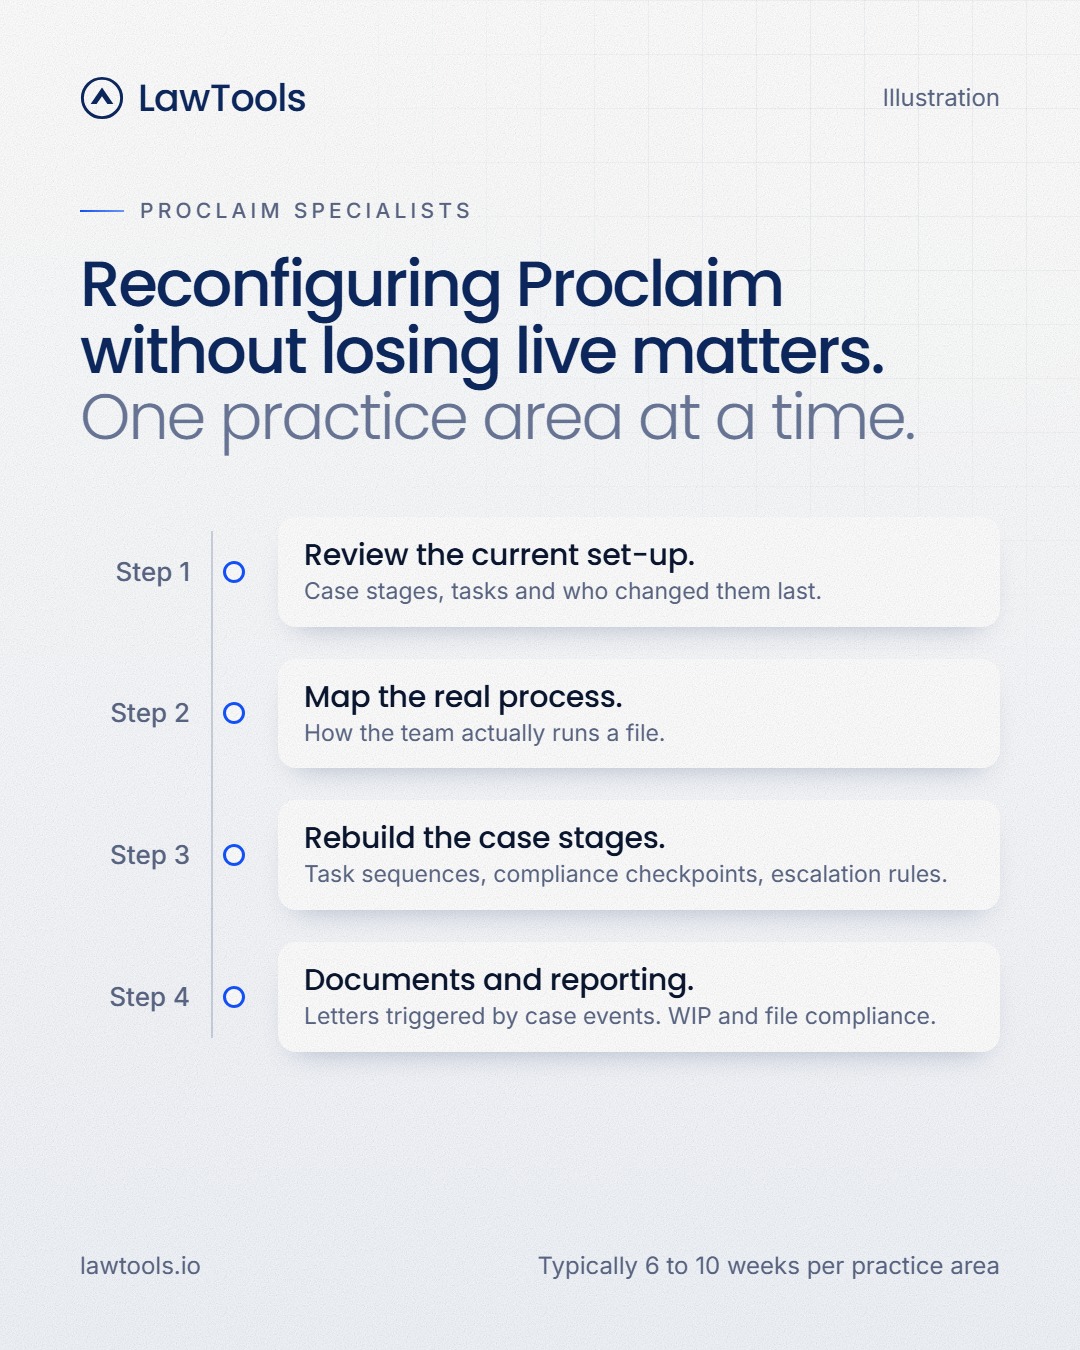 LawTools
Illustration
PROCLAIM SPECIALISTS
Reconfiguring Proclaim
without losing live matters.
One practice area at a time.
Step 1
Review the current set-up.
Case stages, tasks and who changed them last.
Step 2
Map the real process.
How the team actually runs a file.
Step 3
Rebuild the case stages.
Task sequences, compliance checkpoints, escalation rules.
Step 4
Documents and reporting.
Letters triggered by case events. WIP and file compliance.
lawtools.io
Typically 6 to 10 weeks per practice area